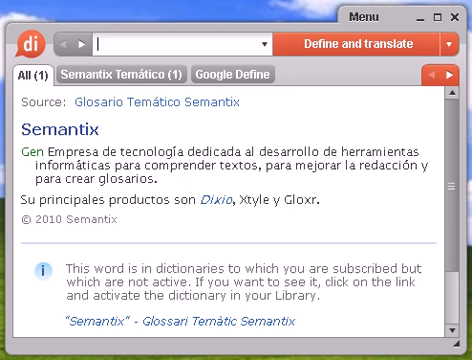 Menu
di
Define and translate
All (1) Semantix Temático (1) Google Define
Source: Glosario Temático Semantix
Semantix
Gen Empresa de tecnología dedicada al desarrollo de herramientas
informáticas para comprender textos, para mejorar la redacción y
para crear glosarios.
Su principales productos son Dixio, Xtyle y Gloxr.
© 2010 Semantix
i
This word is in dictionaries to which you are subscribed but
which are not active. If you want to see it, click on the link
and activate the dictionary in your Library.
"Semantix" - Glossari Temàtic Semantix